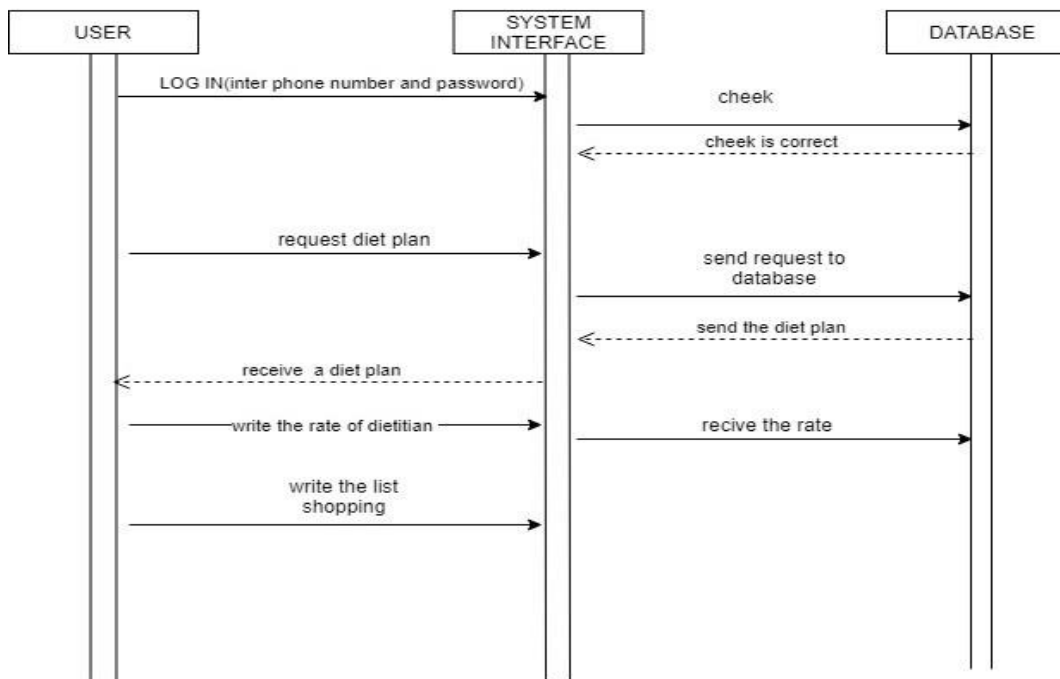 USER
SYSTEM
INTERFACE
DATABASE
LOG IN(inter phone number and password)
cheek
cheek is correct
request diet plan
send request to
database
send the diet plan
receive a diet plan
write the rate of dietitian
recive the rate
write the list
shopping